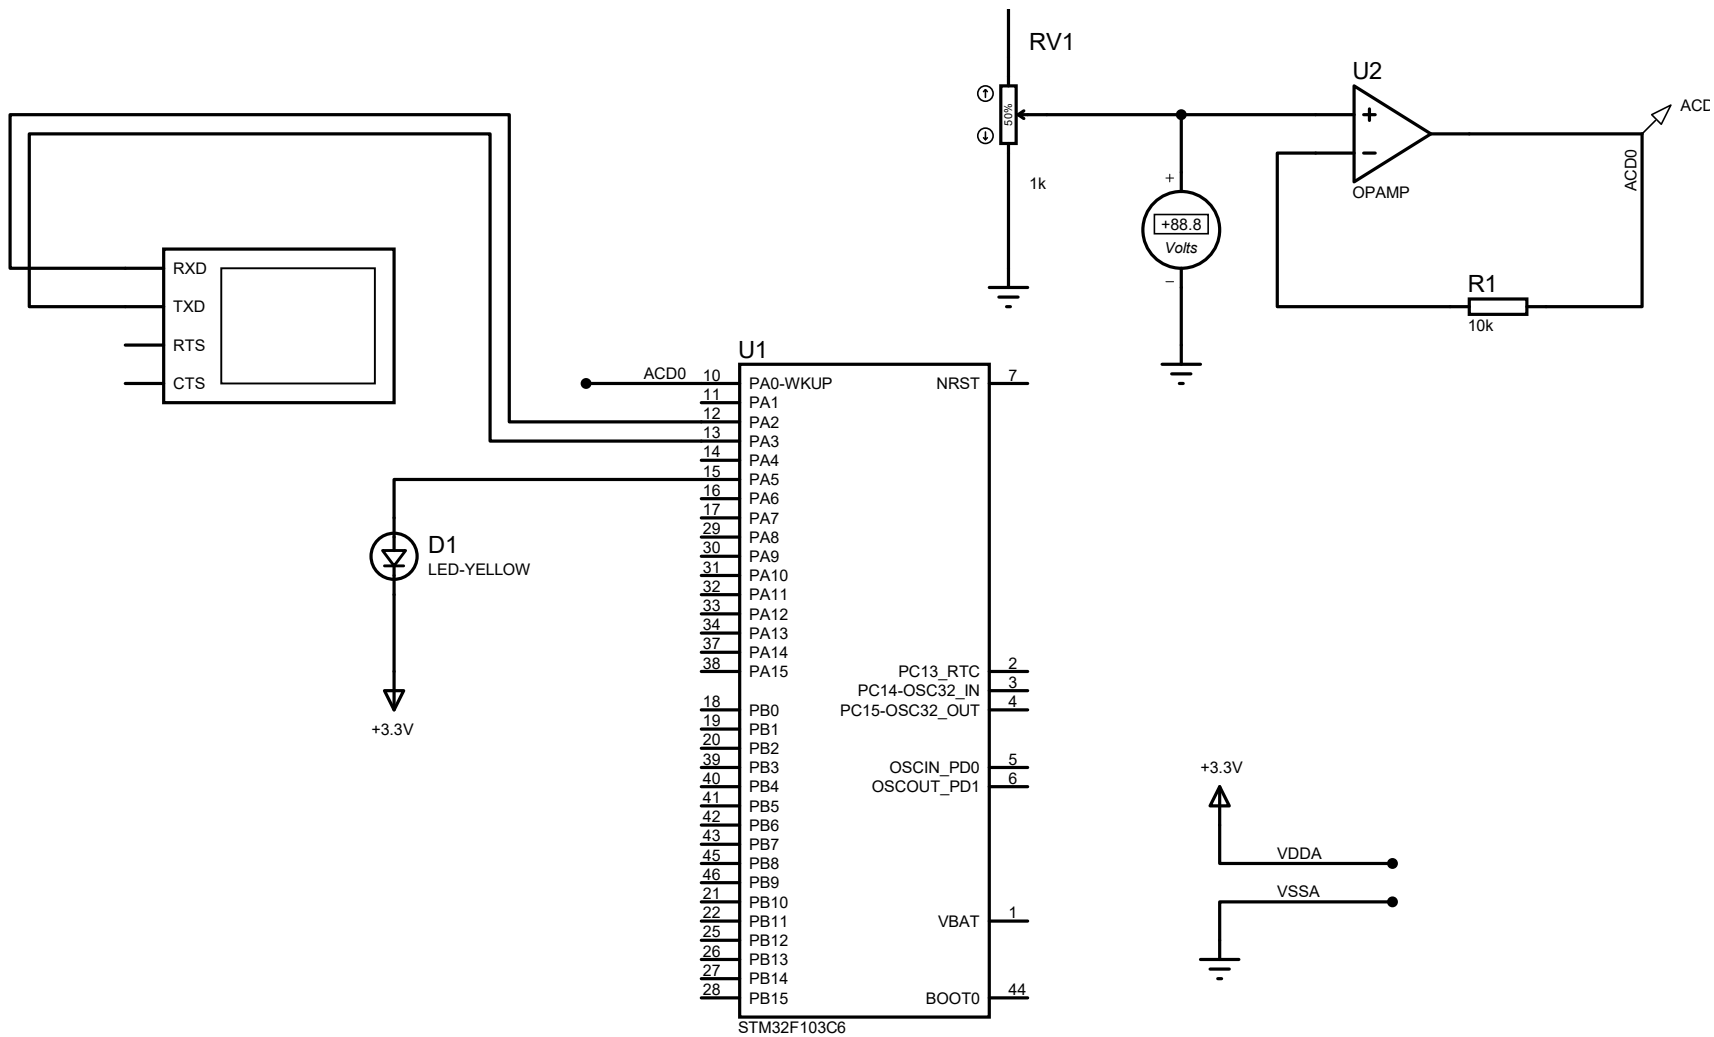 RV1
50%
1k
U2
+
−
OPAMP
ACD
ACD0
+
+88.8
Volts
−
R1
10k
RXD
TXD
RTS
CTS
U1
ACD0
10 PA0-WKUP
11 PA1
12 PA2
13 PA3
14 PA4
15 PA5
16 PA6
17 PA7
29 PA8
30 PA9
31 PA10
32 PA11
33 PA12
34 PA13
37 PA14
38 PA15
18 PB0
19 PB1
20 PB2
39 PB3
40 PB4
41 PB5
42 PB6
43 PB7
45 PB8
46 PB9
21 PB10
22 PB11
25 PB12
26 PB13
27 PB14
28 PB15
NRST 7
PC13_RTC 2
PC14-OSC32_IN 3
PC15-OSC32_OUT 4
OSCIN_PD0 5
OSCOUT_PD1 6
VBAT 1
BOOT0 44
STM32F103C6
D1
LED-YELLOW
+3.3V
+3.3V
VDDA
VSSA